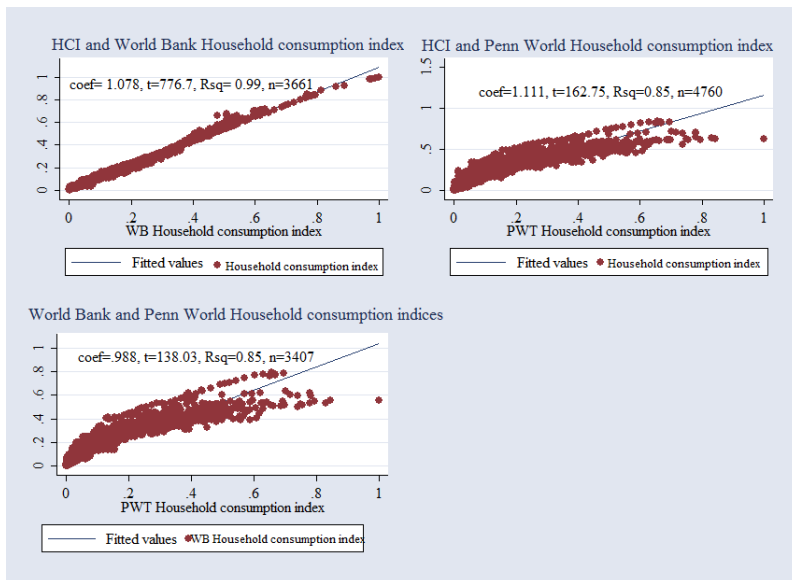 HCI and World Bank Household consumption index
coef= 1.078, t=776.7, Rsq= 0.99, n=3661
1
.8
.6
.4
.2
0
0 .2 .4 .6 .8 1
WB Household consumption index
Fitted values Household consumption index
HCI and Penn World Household consumption index
coef=1.111, t=162.75, Rsq=0.85, n=4760
1.5
1
.5
0
0 .2 .4 .6 .8 1
PWT Household consumption index
Fitted values Household consumption index
World Bank and Penn World Household consumption indices
coef=.988, t=138.03, Rsq=0.85, n=3407
1
.8
.6
.4
.2
0
0 .2 .4 .6 .8 1
PWT Household consumption index
Fitted values WB Household consumption index